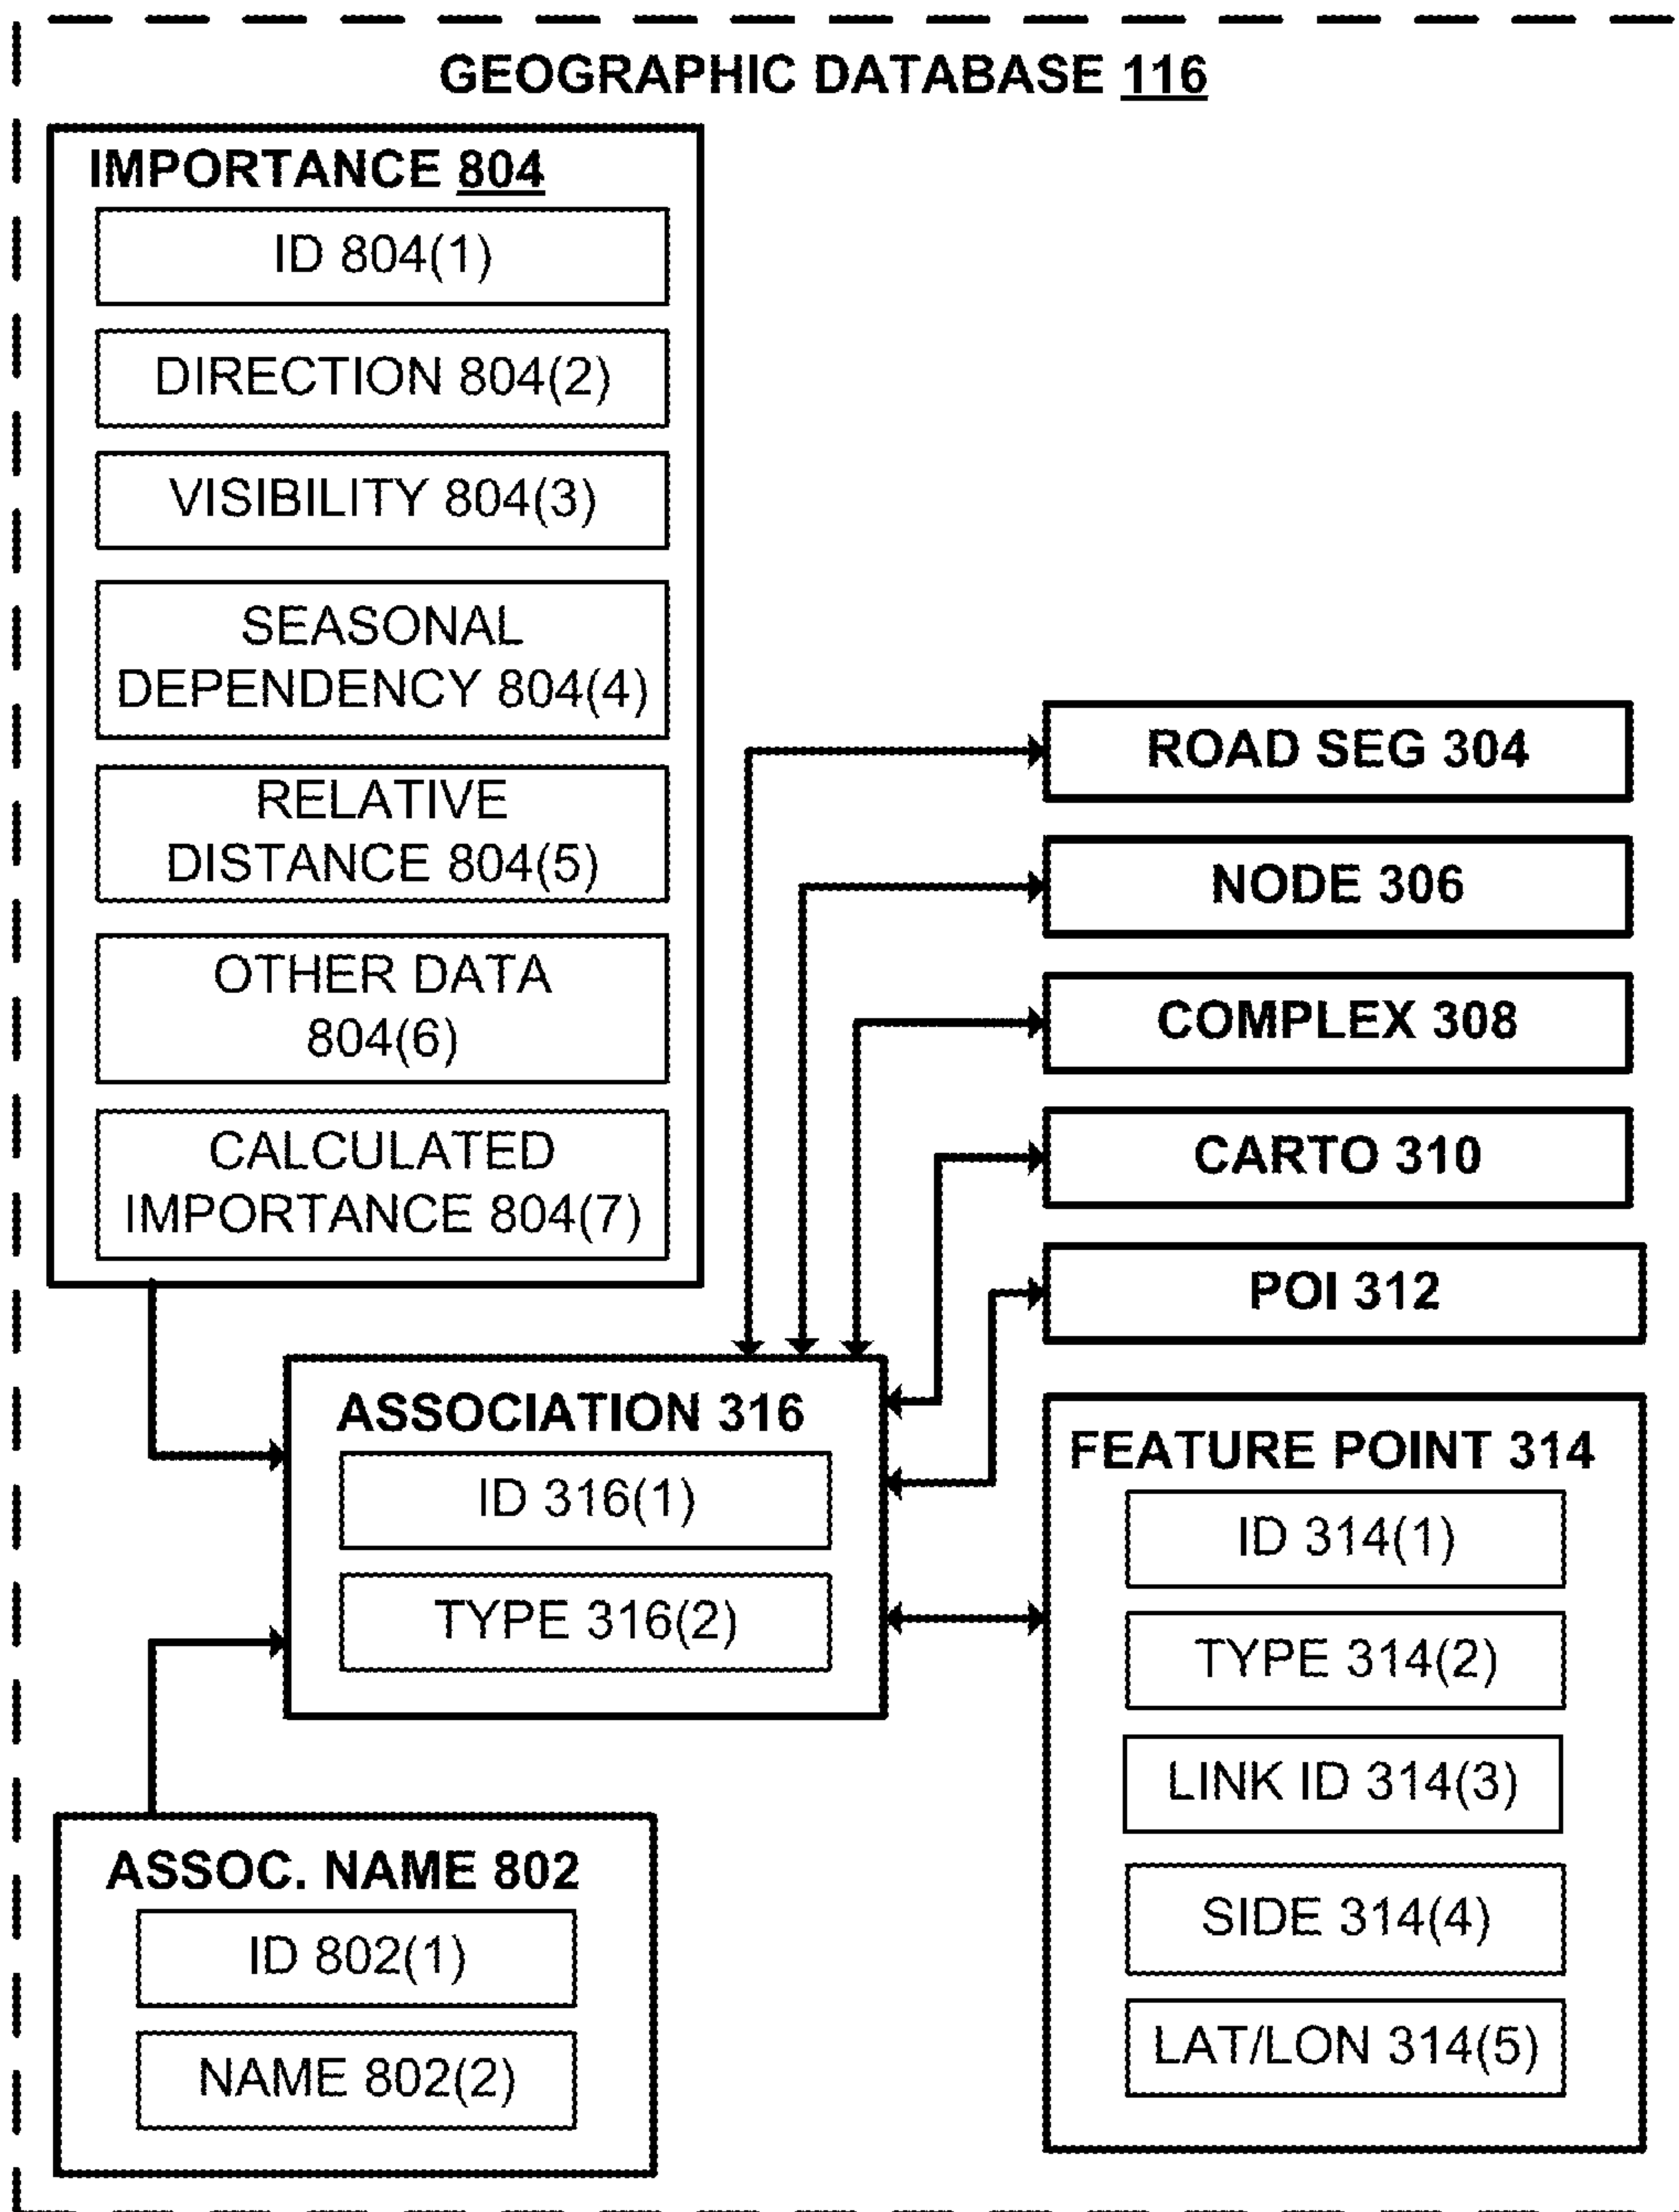 GEOGRAPHIC DATABASE 116
IMPORTANCE 804
ID 804(1)
DIRECTION 804(2)
VISIBILITY 804(3)
SEASONAL
DEPENDENCY 804(4)
RELATIVE
DISTANCE 804(5)
OTHER DATA
804(6)
CALCULATED
IMPORTANCE 804(7)
ROAD SEG 304
NODE 306
COMPLEX 308
CARTO 310
POI 312
ASSOCIATION 316
ID 316(1)
TYPE 316(2)
FEATURE POINT 314
ID 314(1)
TYPE 314(2)
LINK ID 314(3)
SIDE 314(4)
LAT/LON 314(5)
ASSOC. NAME 802
ID 802(1)
NAME 802(2)